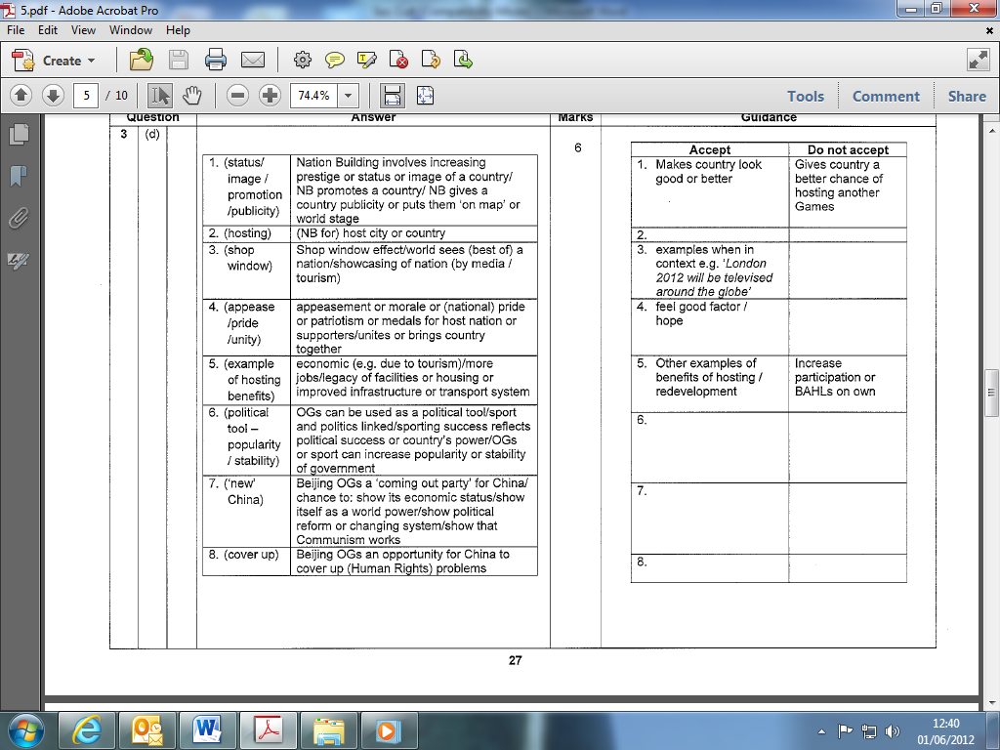 5.pdf - Adobe Acrobat Pro
File Edit View Window Help
Create
5 / 10
74.4%
Tools Comment Share
Question Answer Marks Guidance
3 (d)
6
1. (status/
image /
promotion
/publicity)
Nation Building involves increasing
prestige or status or image of a country/
NB promotes a country/ NB gives a
country publicity or puts them 'on map' or
world stage
2. (hosting)
(NB for) host city or country
3. (shop
window)
Shop window effect/world sees (best of) a
nation/showcasing of nation (by media /
tourism)
4. (appease
/pride
/unity)
appeasement or morale or (national) pride
or patriotism or medals for host nation or
supporters/unites or brings country
together
5. (example
of hosting
benefits)
economic (e.g. due to tourism)/more
jobs/legacy of facilities or housing or
improved infrastructure or transport system
6. (political
tool –
popularity
/ stability)
OGs can be used as a political tool/sport
and politics linked/sporting success reflects
political success or country's power/OGs
or sport can increase popularity or stability
of government
7. ('new'
China)
Beijing OGs a 'coming out party' for China/
chance to: show its economic status/show
itself as a world power/show political
reform or changing system/show that
Communism works
8. (cover up)
Beijing OGs an opportunity for China to
cover up (Human Rights) problems
Accept Do not accept
1. Makes country look
good or better
Gives country a
better chance of
hosting another
Games
2.
3. examples when in
context e.g. 'London
2012 will be televised
around the globe'
4. feel good factor /
hope
5. Other examples of
benefits of hosting /
redevelopment
Increase
participation or
BAHLs on own
6.
7.
8.
27
12:40
01/06/2012